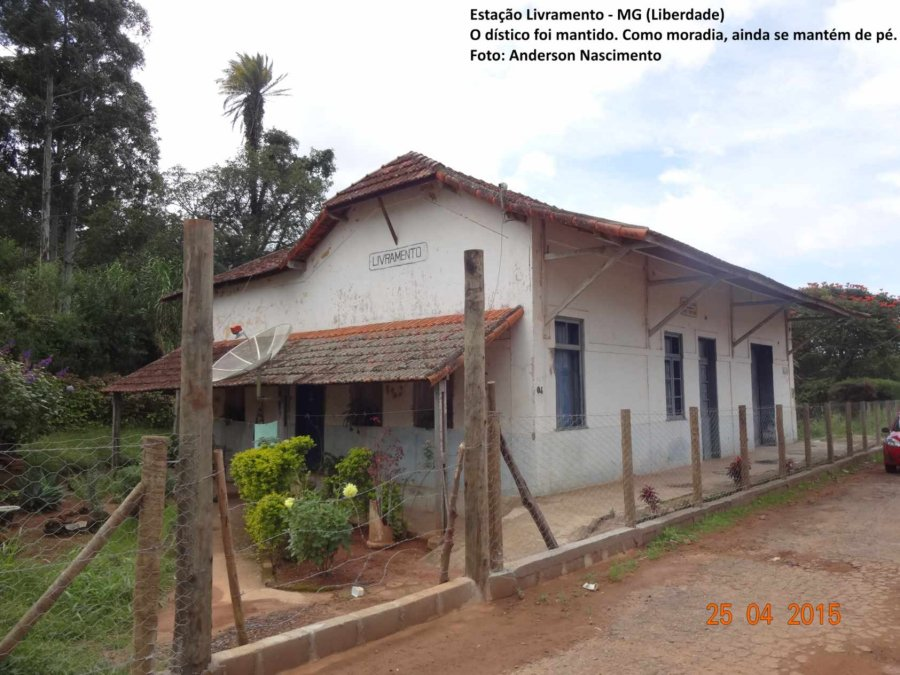 Estação Livramento - MG (Liberdade)
O dístico foi mantido. Como moradia, ainda se mantém de pé.
Foto: Anderson Nascimento
LIVRAMENTO
25 04 2015